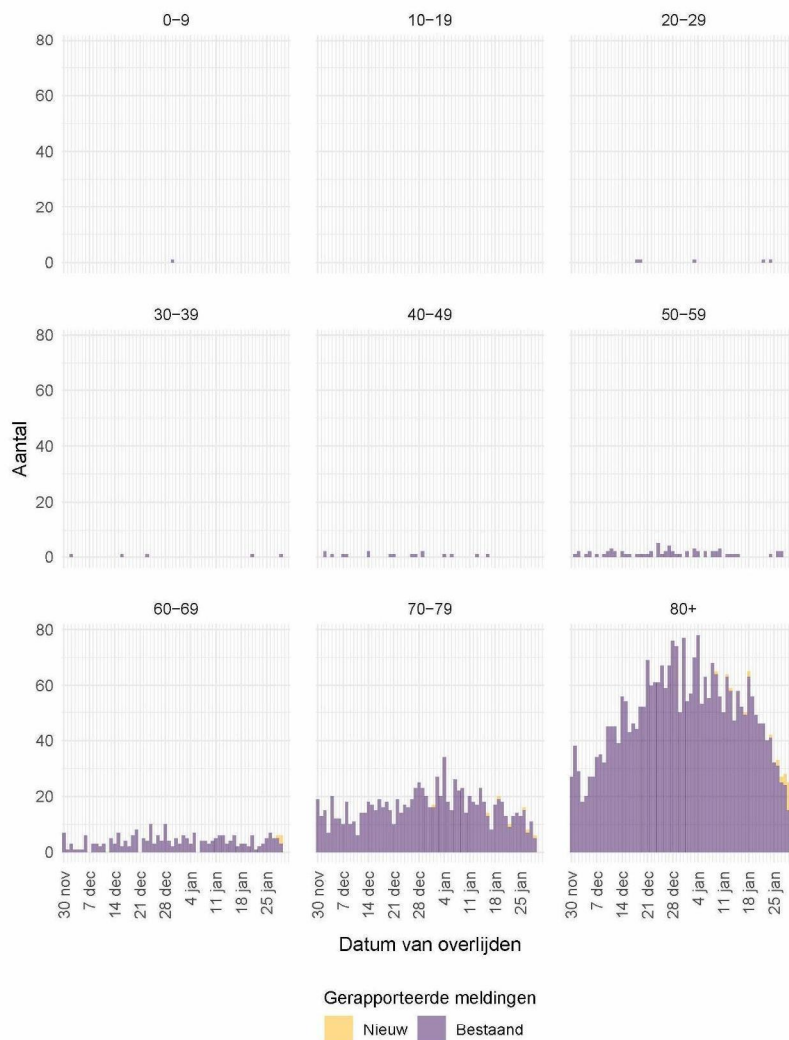 0−9 10−19 20−29
80
60
40
20
0
30−39 40−49 50−59
80
60
40
20
0
Aantal
60−69 70−79 80+
80
60
40
20
0
30 nov 7 dec 14 dec 21 dec 28 dec 4 jan 11 jan 18 jan 25 jan 30 nov 7 dec 14 dec 21 dec 28 dec 4 jan 11 jan 18 jan 25 jan 30 nov 7 dec 14 dec 21 dec 28 dec 4 jan 11 jan 18 jan 25 jan
Datum van overlijden
Gerapporteerde meldingen
Nieuw Bestaand